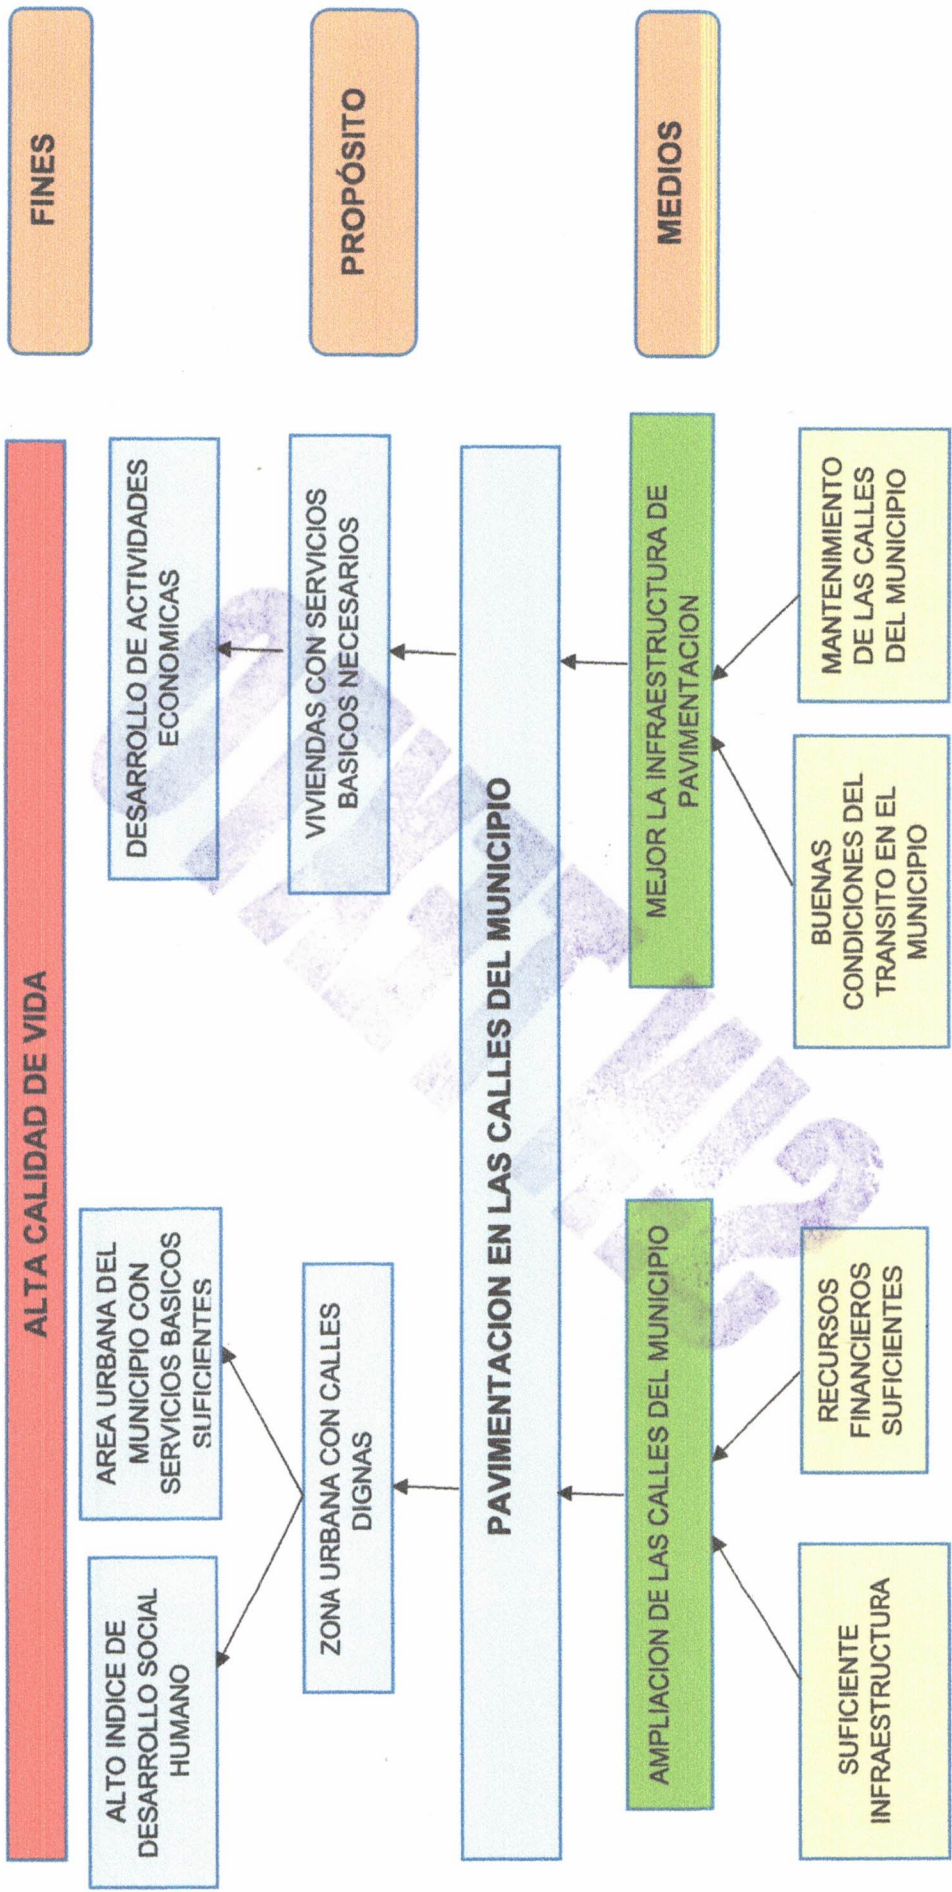 ALTA CALIDAD DE VIDA
FINES
ALTO INDICE DE
DESARROLLO SOCIAL
HUMANO
AREA URBANA DEL
MUNICIPIO CON
SERVICIOS BASICOS
SUFICIENTES
DESARROLLO DE ACTIVIDADES
ECONOMICAS
ZONA URBANA CON CALLES
DIGNAS
VIVIENDAS CON SERVICIOS
BASICOS NECESARIOS
PROPÓSITO
PAVIMENTACION EN LAS CALLES DEL MUNICIPIO
AMPLIACION DE LAS CALLES DEL MUNICIPIO
MEJOR LA INFRAESTRUCTURA DE
PAVIMENTACION
MEDIOS
SUFICIENTE
INFRAESTRUCTURA
RECURSOS
FINANCIEROS
SUFICIENTES
BUENAS
CONDICIONES DEL
TRANSITO EN EL
MUNICIPIO
MANTENIMIENTO
DE LAS CALLES
DEL MUNICIPIO